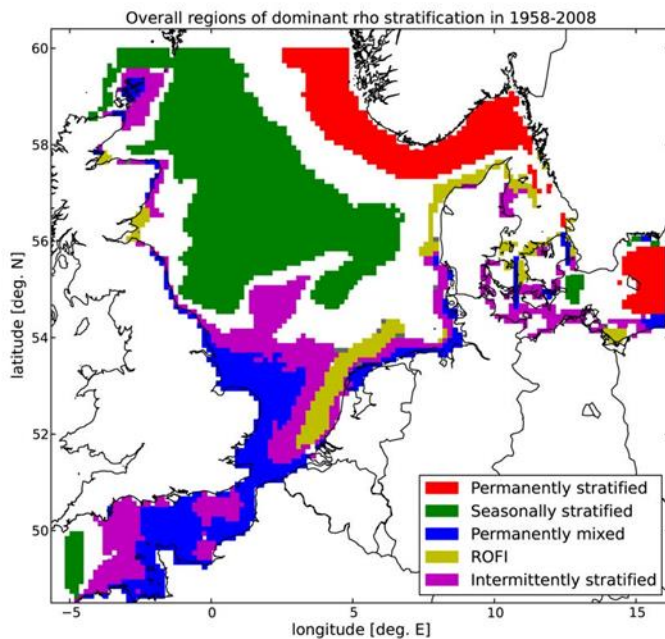 Overall regions of dominant rho stratification in 1958-2008
60
58
56
54
52
50
latitude [deg. N]
Permanently stratified
Seasonally stratified
Permanently mixed
ROFI
Intermittently stratified
−5 0 5 10 15
longitude [deg. E]